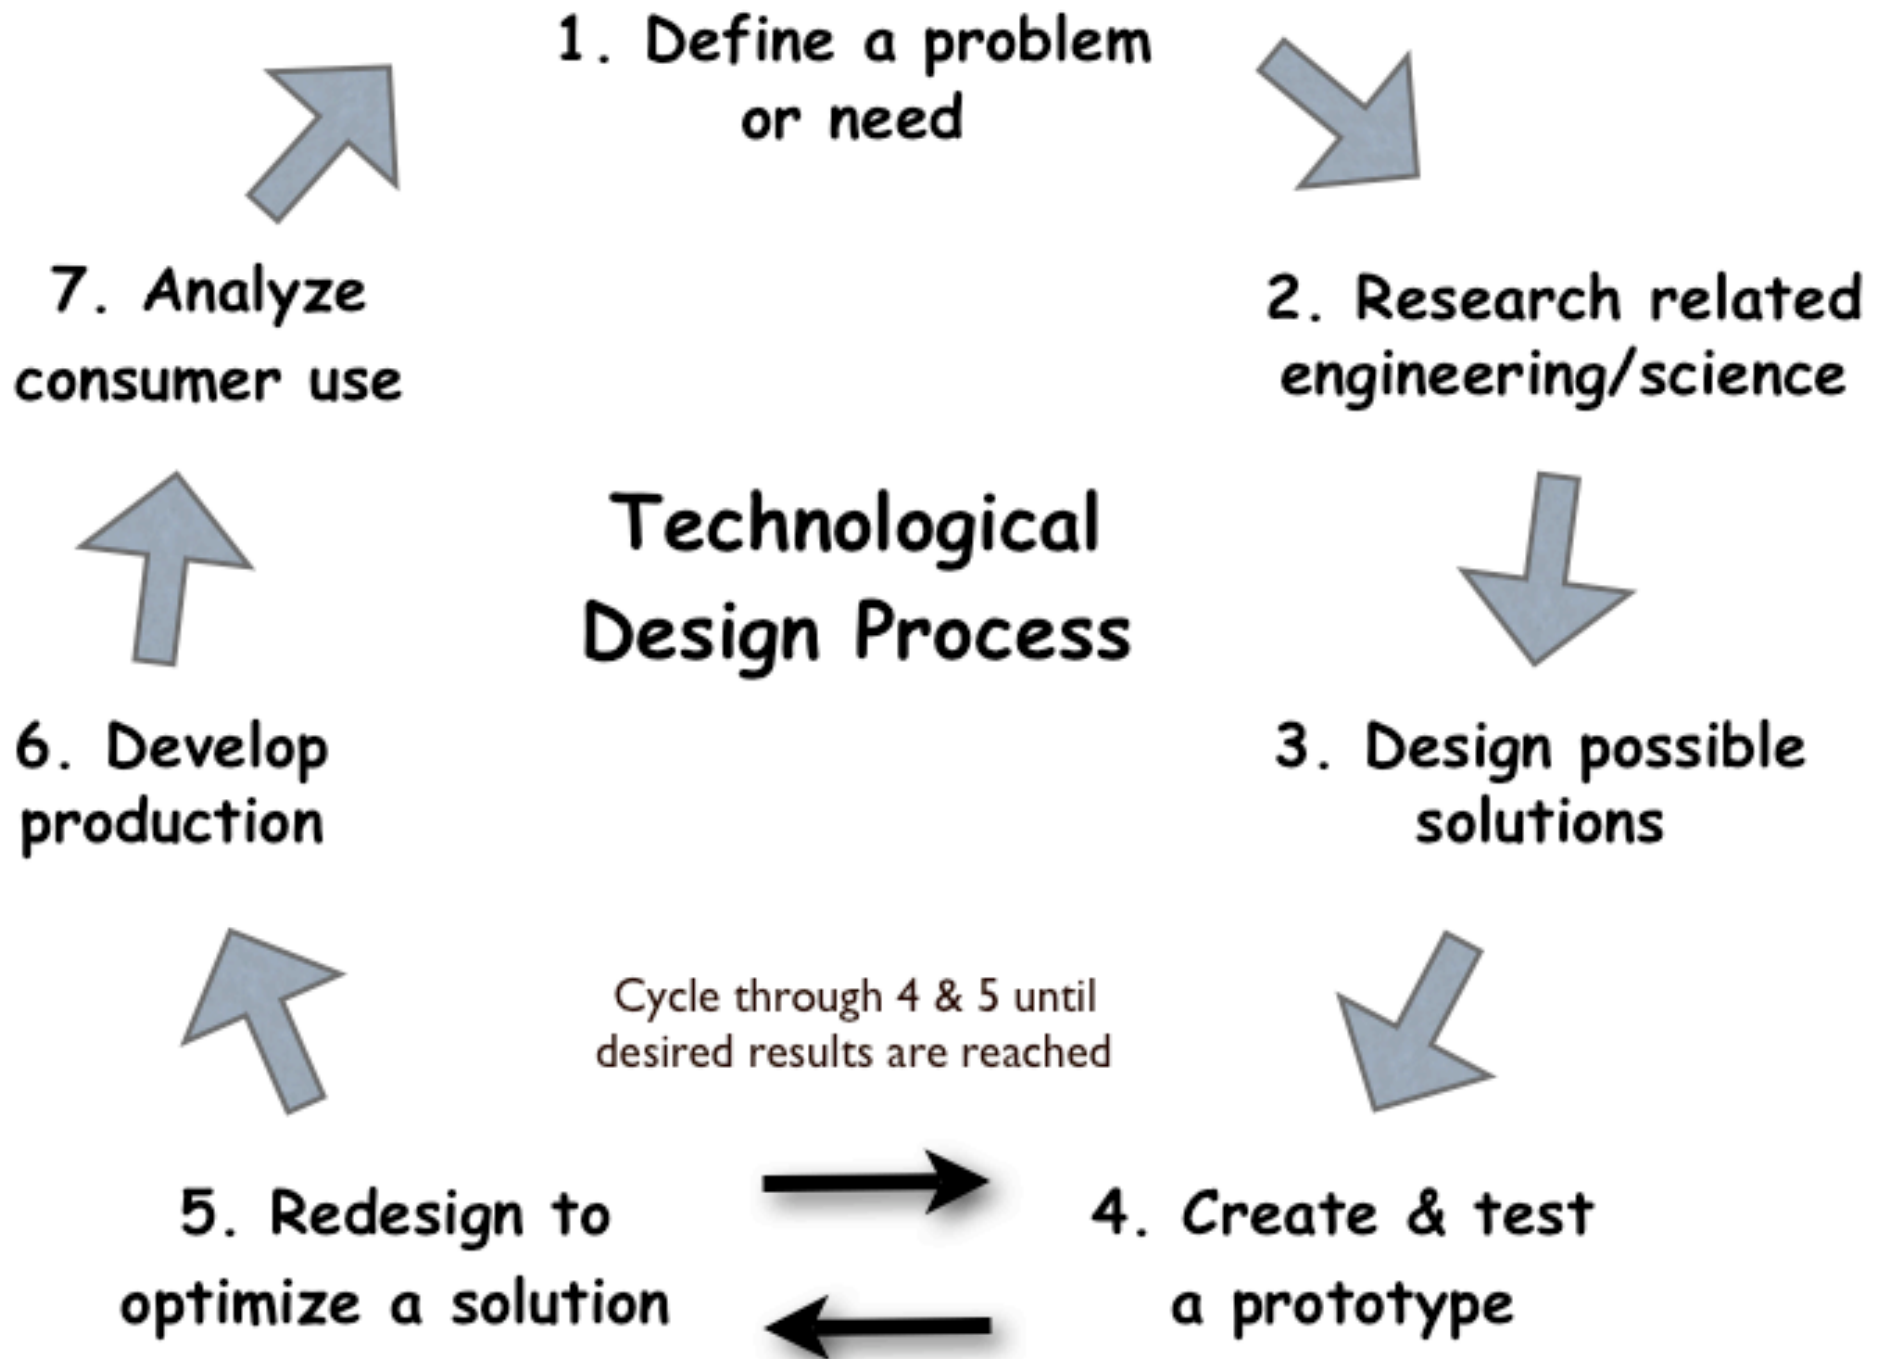 1. Define a problem
or need
2. Research related
engineering/science
3. Design possible
solutions
4. Create & test
a prototype
5. Redesign to
optimize a solution
6. Develop
production
7. Analyze
consumer use
Technological
Design Process
Cycle through 4 & 5 until
desired results are reached